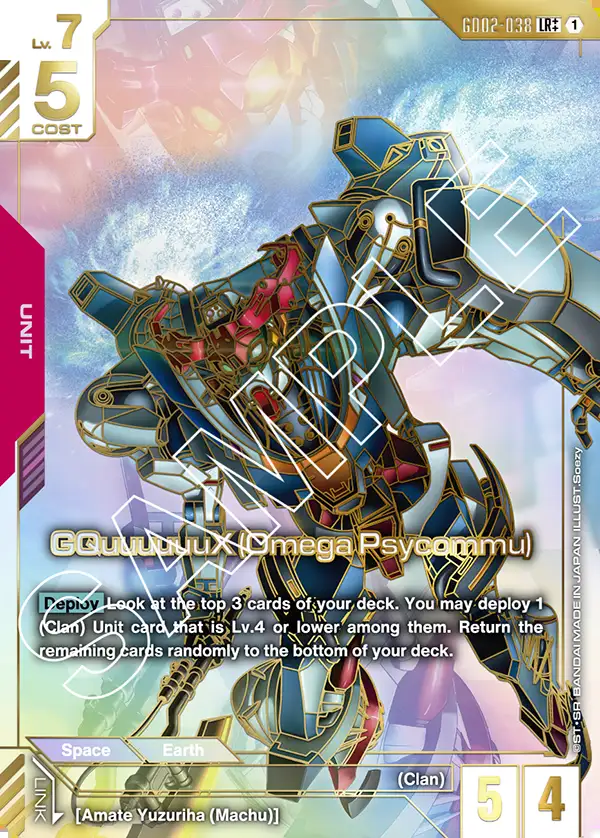 Lv. 7
5
COST
GD02-038 LR++ 1
UNIT
SAMPLE
GQuuuuuuX (Omega Psycommu)
Deploy Look at the top 3 cards of your deck. You may deploy 1
(Clan) Unit card that is Lv.4 or lower among them. Return the
remaining cards randomly to the bottom of your deck.
©ST・SR BANDAI MADE IN JAPAN ILLUST.Soezy
Space Earth
(Clan)
LINK
[Amate Yuzuriha (Machu)]
5 4